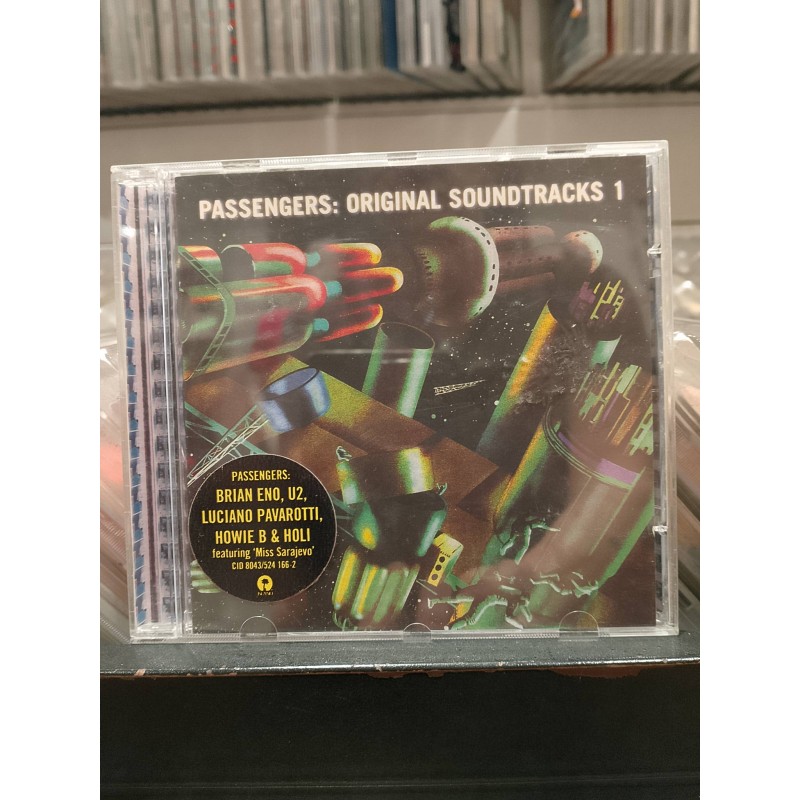 PASSENGERS: ORIGINAL SOUNDTRACKS 1
PASSENGERS:
BRIAN ENO, U2,
LUCIANO PAVAROTTI,
HOWIE B & HOLI
featuring 'Miss Sarajevo'
CID 8043/524 166-2